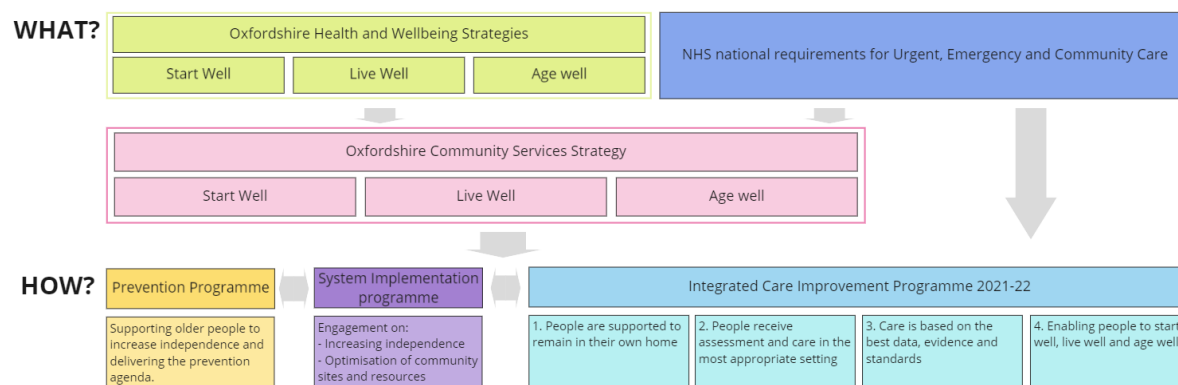 WHAT?
Oxfordshire Health and Wellbeing Strategies
Start Well
Live Well
Age well
NHS national requirements for Urgent, Emergency and Community Care
Oxfordshire Community Services Strategy
Start Well
Live Well
Age well
HOW?
Prevention Programme
System Implementation
programme
Integrated Care Improvement Programme 2021-22
Supporting older people to
increase independence and
delivering the prevention
agenda.
Engagement on:
- Increasing independence
- Optimisation of community
sites and resources
1. People are supported to
remain in their own home
2. People receive
assessment and care in the
most appropriate setting
3. Care is based on the
best data, evidence and
standards
4. Enabling people to start
well, live well and age well